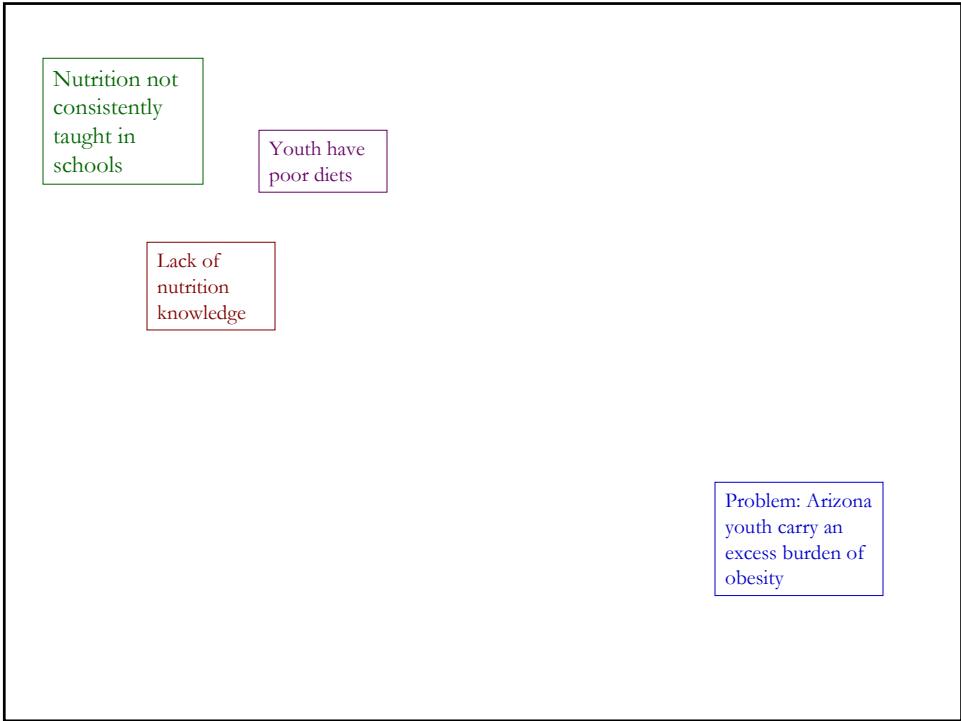 Nutrition not
consistently
taught in
schools
Youth have
poor diets
Lack of
nutrition
knowledge
Problem: Arizona
youth carry an
excess burden of
obesity